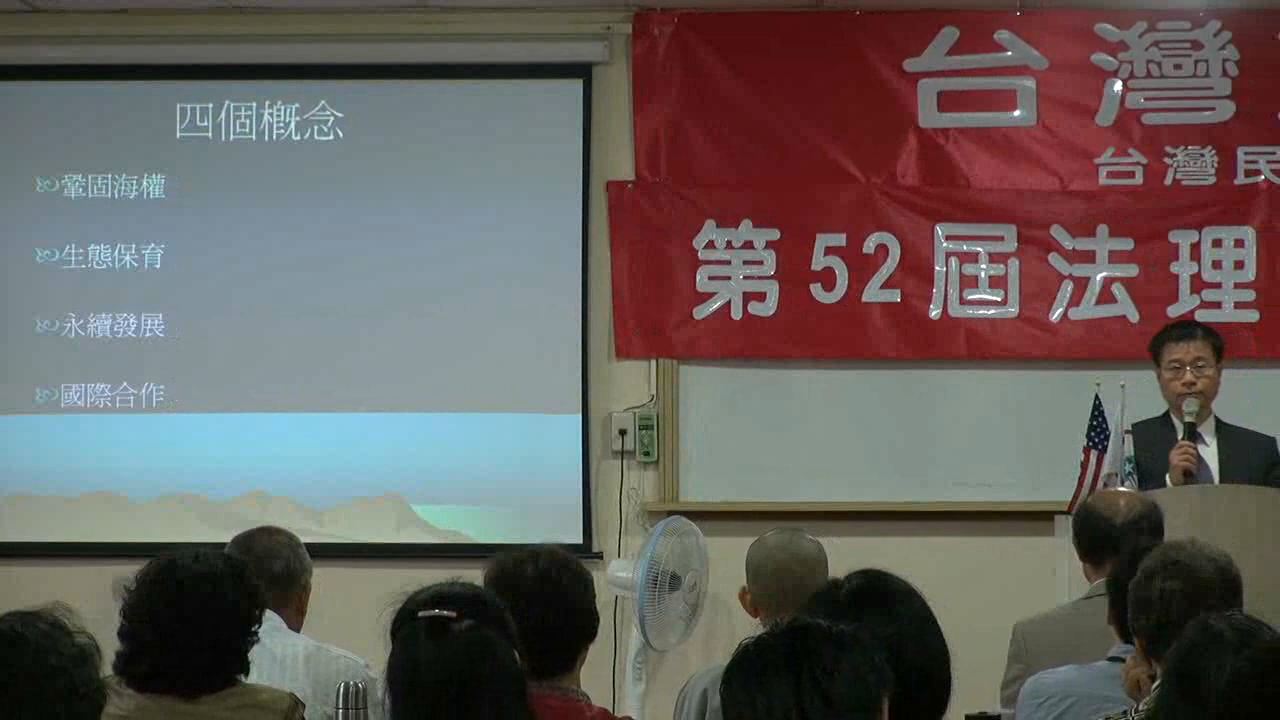 四個概念
鞏固海權
生態保育
永續發展
國際合作
台灣
台灣民
第52屆法理